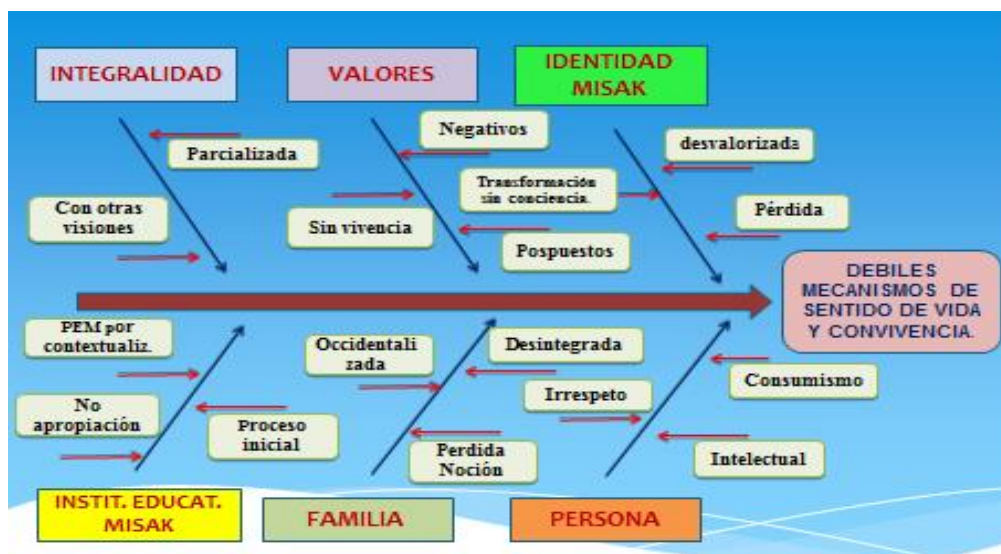 INTEGRALIDAD
VALORES
IDENTIDAD
MISAK
Parcializada
Con otras
visiones
Negativos
Sin vivencia
Pospuestos
Transformación
sin conciencia.
desvalorizada
Pérdida
DEBILES
MECANISMOS DE
SENTIDO DE VIDA
Y CONVIVENCIA.
PEM por
contextualiz.
No
apropiación
Proceso
inicial
Occidentali
zada
Desintegrada
Perdida
Noción
Irrespeto
Consumismo
Intelectual
INSTIT. EDUCAT.
MISAK
FAMILIA
PERSONA